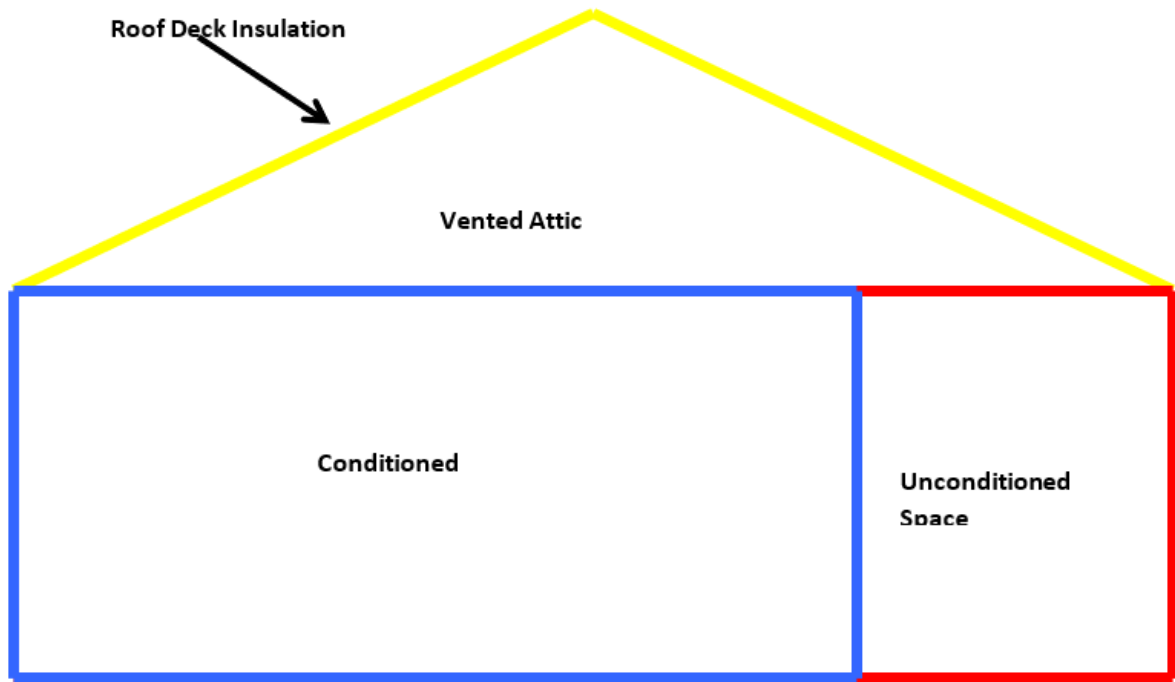 Roof Deck Insulation
Vented Attic
Conditioned
Unconditioned
Space